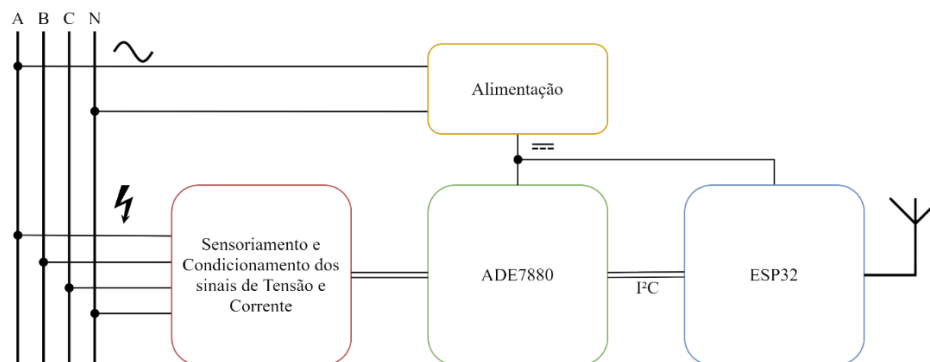 A B C N
Alimentação
Sensoriamento e
Condicionamento dos
sinais de Tensão e
Corrente
ADE7880
I²C
ESP32